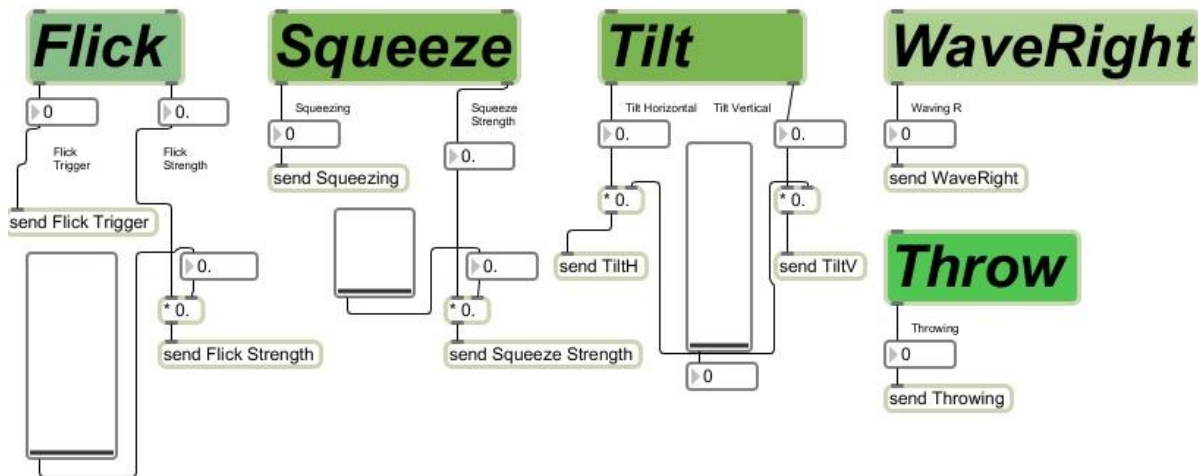 Flick
0
0.
Flick
Trigger
Flick
Strength
send Flick Trigger
0.
* 0.
send Flick Strength
Squeeze
Squeezing
Squeeze
Strength
0
0.
send Squeezing
0.
* 0.
send Squeeze Strength
Tilt
Tilt Horizontal
Tilt Vertical
0.
0.
* 0.
* 0.
send TiltH
send TiltV
0
WaveRight
Waving R
0
send WaveRight
Throw
Throwing
0
send Throwing